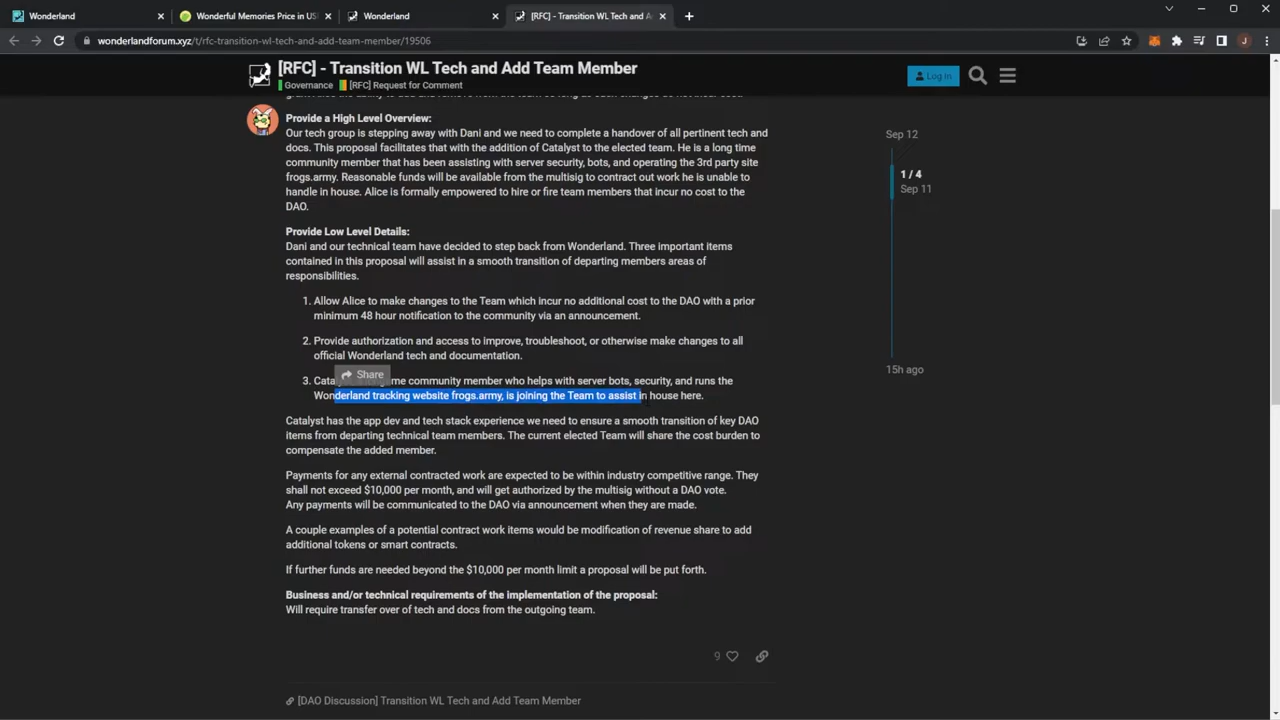 Wonderland
Wonderful Memories Price in US
Wonderland
[RFC] - Transition WL Tech and A
wonderlandforum.xyz/t/rfc-transition-wl-tech-and-add-team-member/19506
J
[RFC] - Transition WL Tech and Add Team Member
Governance [RFC] Request for Comment
Log In
Provide a High Level Overview:
Our tech group is stepping away with Dani and we need to complete a handover of all pertinent tech and
docs. This proposal facilitates that with the addition of Catalyst to the elected team. He is a long time
community member that has been assisting with server security, bots, and operating the 3rd party site
frogs.army. Reasonable funds will be available from the multisig to contract out work he is unable to
handle in house. Alice is formally empowered to hire or fire team members that incur no cost to the
DAO.
Provide Low Level Details:
Dani and our technical team have decided to step back from Wonderland. Three important items
contained in this proposal will assist in a smooth transition of departing members areas of
responsibilities.
1. Allow Alice to make changes to the Team which incur no additional cost to the DAO with a prior
minimum 48 hour notification to the community via an announcement.
2. Provide authorization and access to improve, troubleshoot, or otherwise make changes to all
official Wonderland tech and documentation.
Share
3. community member who helps with server bots, security, and runs the
Wonderland tracking website frogs.army, is joining the Team to assist in house here.
Catalyst has the app dev and tech stack experience we need to ensure a smooth transition of key DAO
items from departing technical team members. The current elected Team will share the cost burden to
compensate the added member.
Payments for any external contracted work are expected to be within industry competitive range. They
shall not exceed $10,000 per month, and will get authorized by the multisig without a DAO vote.
Any payments will be communicated to the DAO via announcement when they are made.
A couple examples of a potential contract work items would be modification of revenue share to add
additional tokens or smart contracts.
If further funds are needed beyond the $10,000 per month limit a proposal will be put forth.
Business and/or technical requirements of the implementation of the proposal:
Will require transfer over of tech and docs from the outgoing team.
9
[DAO Discussion] Transition WL Tech and Add Team Member
Sep 12
1 / 4
Sep 11
15h ago